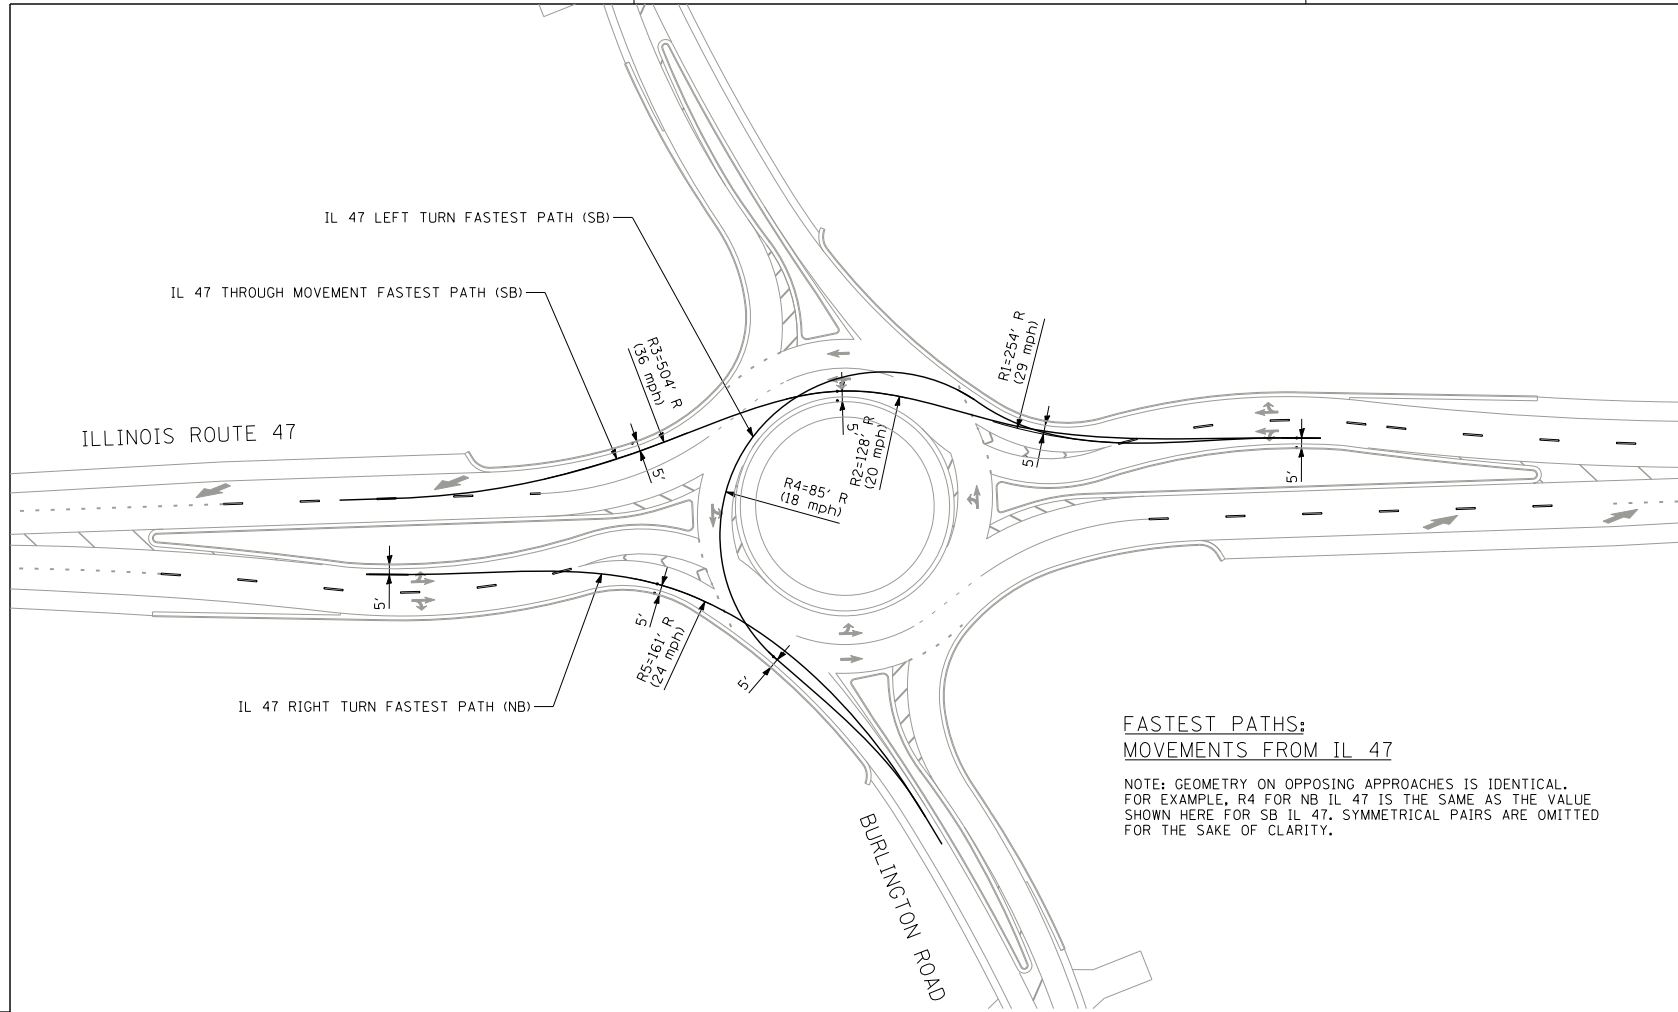 IL 47 LEFT TURN FASTEST PATH (SB)
IL 47 THROUGH MOVEMENT FASTEST PATH (SB)
ILLINOIS ROUTE 47
R3=504' R
(36 mph)
5'
R1=254' R
(29 mph)
5'
5'
5'
R2=128' R
(20 mph)
R4=85' R
(18 mph)
5'
5'
R5=161' R
(24 mph)
5'
IL 47 RIGHT TURN FASTEST PATH (NB)
BURLINGTON ROAD
FASTEST PATHS:
MOVEMENTS FROM IL 47
NOTE: GEOMETRY ON OPPOSING APPROACHES IS IDENTICAL.
FOR EXAMPLE, R4 FOR NB IL 47 IS THE SAME AS THE VALUE
SHOWN HERE FOR SB IL 47. SYMMETRICAL PAIRS ARE OMITTED
FOR THE SAKE OF CLARITY.